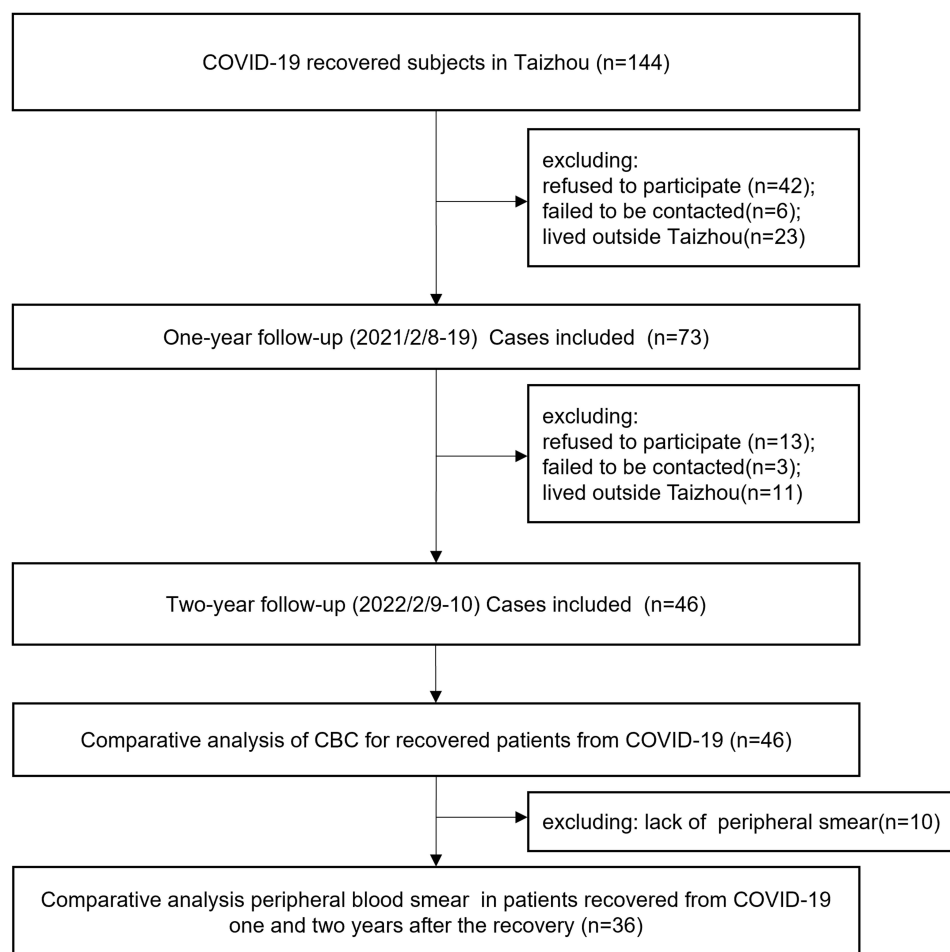 COVID-19 recovered subjects in Taizhou (n=144)
excluding:
refused to participate (n=42);
failed to be contacted(n=6);
lived outside Taizhou(n=23)
One-year follow-up (2021/2/8-19)  Cases included  (n=73)
excluding:
refused to participate (n=13);
failed to be contacted(n=3);
lived outside Taizhou(n=11)
Two-year follow-up (2022/2/9-10) Cases included  (n=46)
Comparative analysis of CBC for recovered patients from COVID-19 (n=46)
excluding: lack of  peripheral smear(n=10)
Comparative analysis peripheral blood smear  in patients recovered from COVID-19
one and two years after the recovery (n=36)